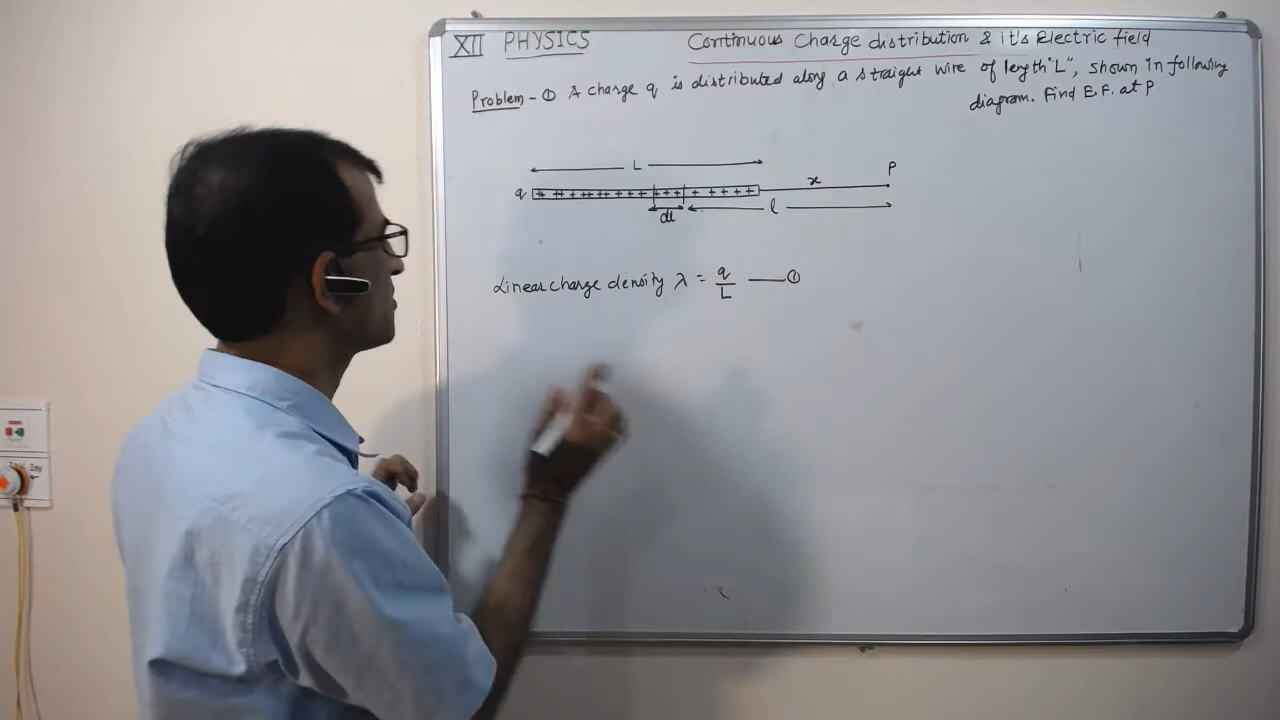 XII PHYSICS Continuous Charge distribution & it's Electric field
Problem - ① A charge q is distributed along a straight wire of length "L", shown in following
diagram. Find E.F. at P
L
P
x
q
dl
l
Linear charge density λ = q/L —— ①